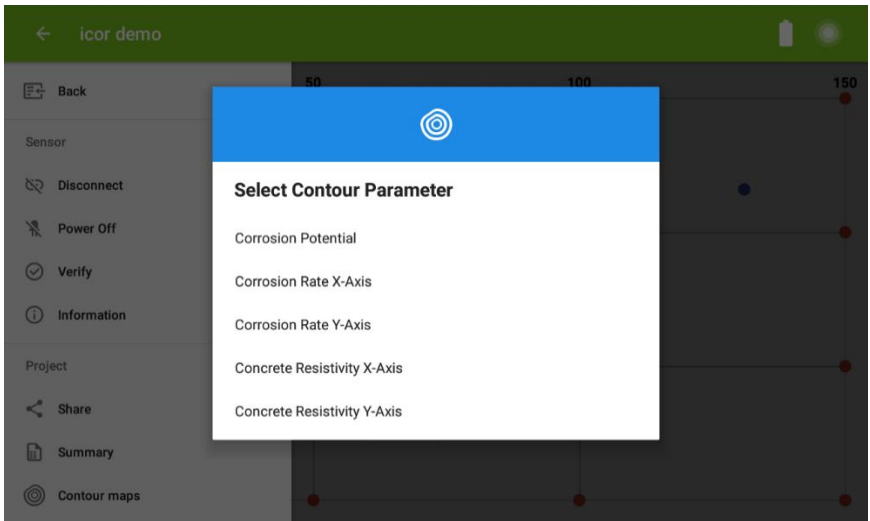 icor demo
Back
50 100 150
Sensor
Disconnect
Power Off
Verify
Information
Project
Share
Summary
Contour maps
Select Contour Parameter
Corrosion Potential
Corrosion Rate X-Axis
Corrosion Rate Y-Axis
Concrete Resistivity X-Axis
Concrete Resistivity Y-Axis